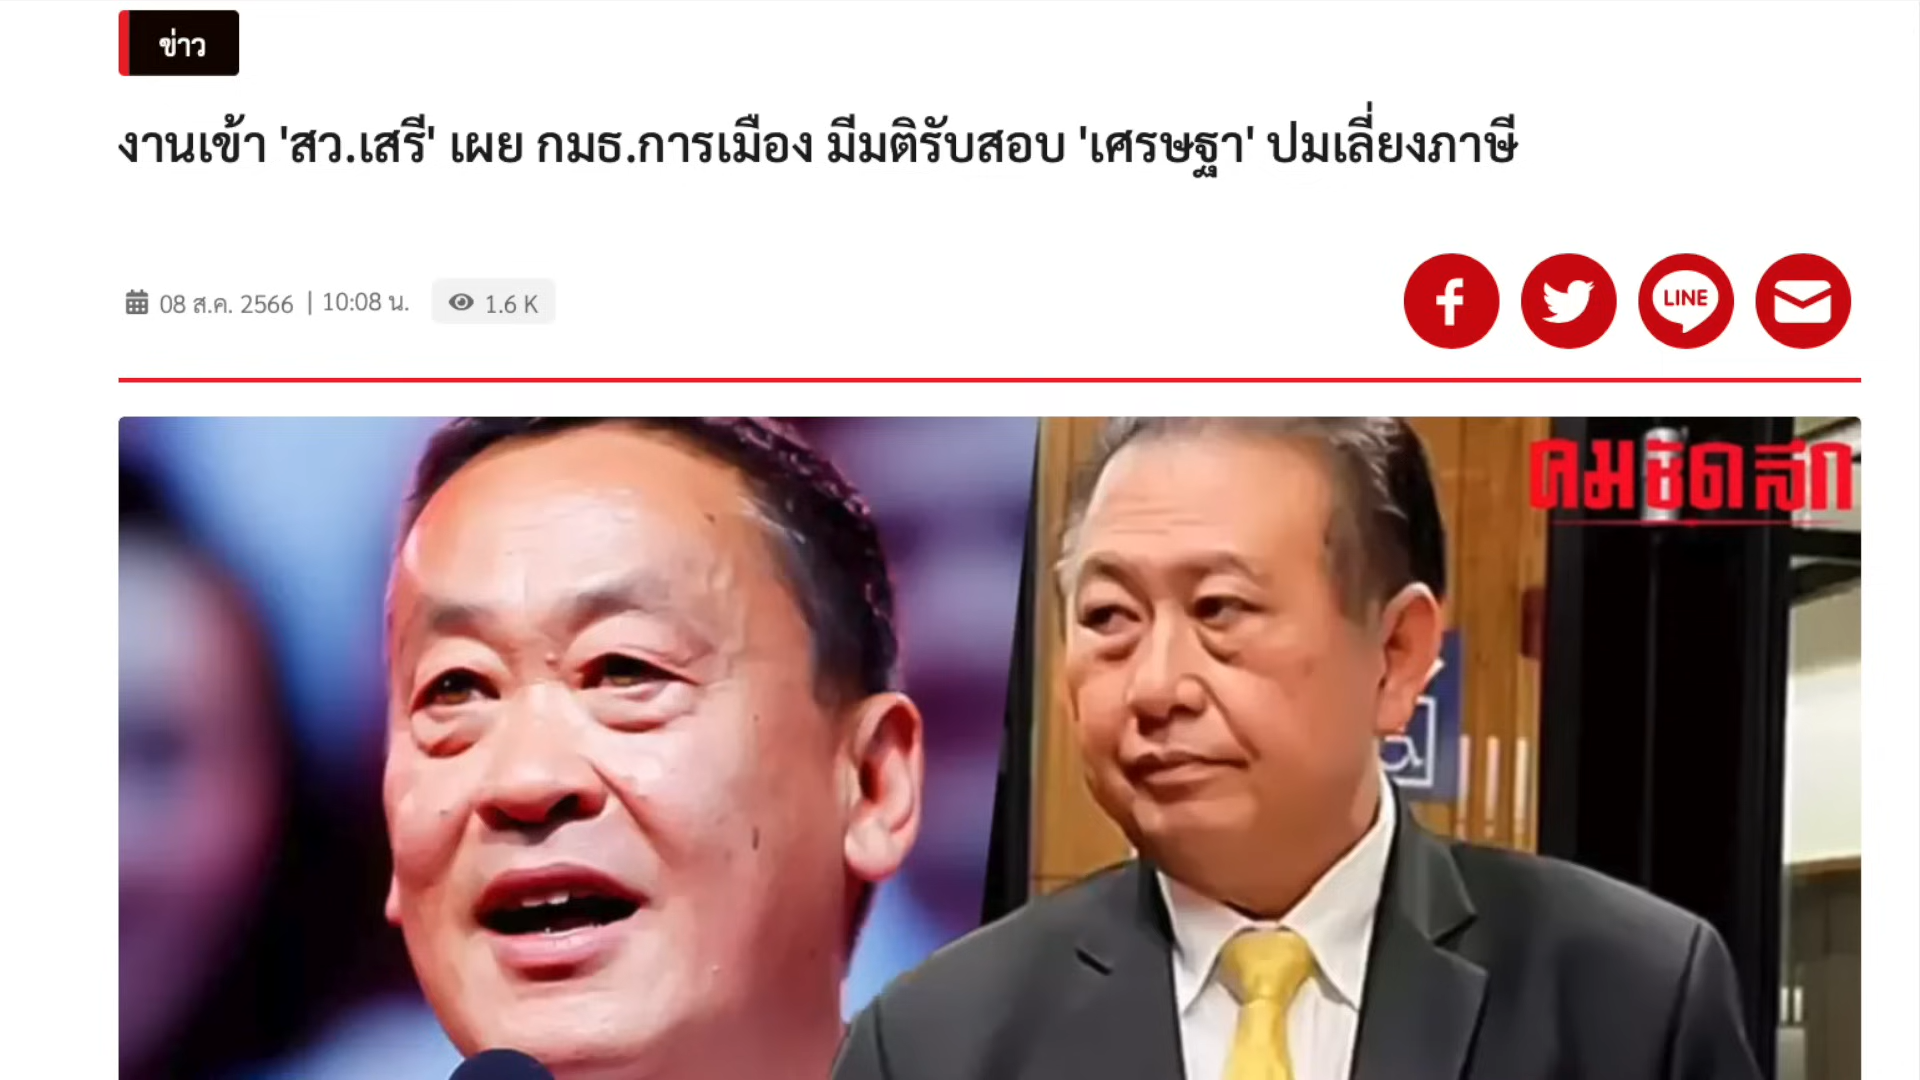 ข่าว
งานเข้า 'สว.เสรี' เผย กมธ.การเมือง มีมติรับสอบ 'เศรษฐา' ปมเลี่ยงภาษี
08 ส.ค. 2566 | 10:08 น. 1.6 K
LINE
คมชัดลึก